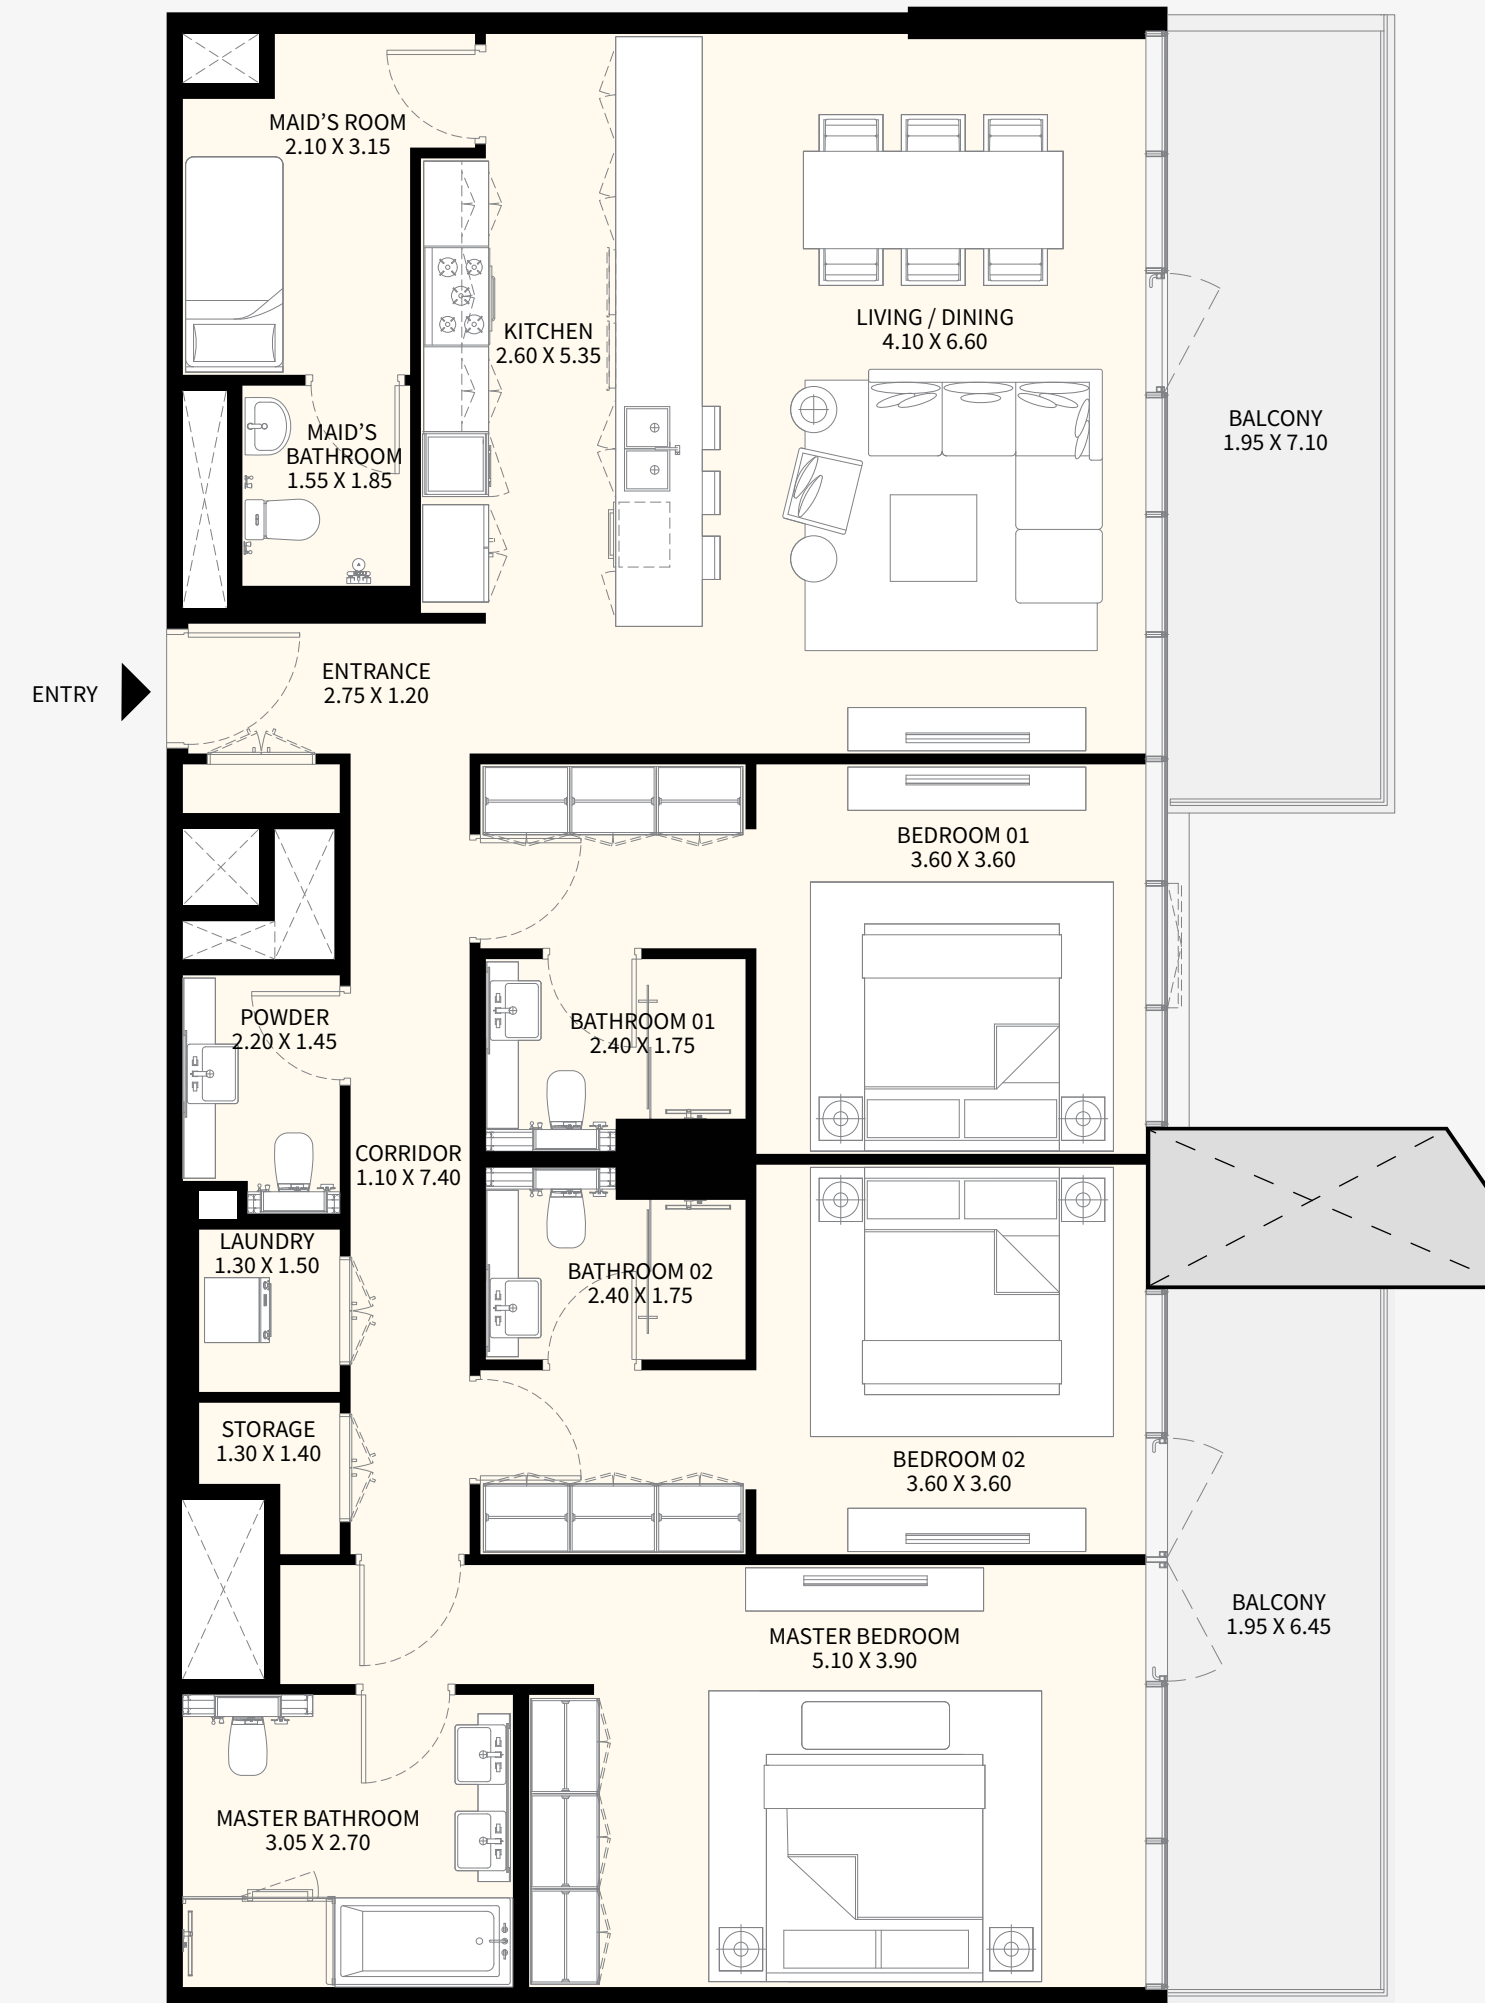 MAID’S ROOM
2.10 X 3.15
KITCHEN
2.60 X 5.35
LIVING / DINING
4.10 X 6.60
BALCONY
1.95 X 7.10
MAID’S
BATHROOM
1.55 X 1.85
ENTRY
ENTRANCE
2.75 X 1.20
BEDROOM 01
3.60 X 3.60
POWDER
2.20 X 1.45
BATHROOM 01
2.40 X 1.75
CORRIDOR
1.10 X 7.40
LAUNDRY
1.30 X 1.50
BATHROOM 02
2.40 X 1.75
STORAGE
1.30 X 1.40
BEDROOM 02
3.60 X 3.60
BALCONY
1.95 X 6.45
MASTER BEDROOM
5.10 X 3.90
MASTER BATHROOM
3.05 X 2.70